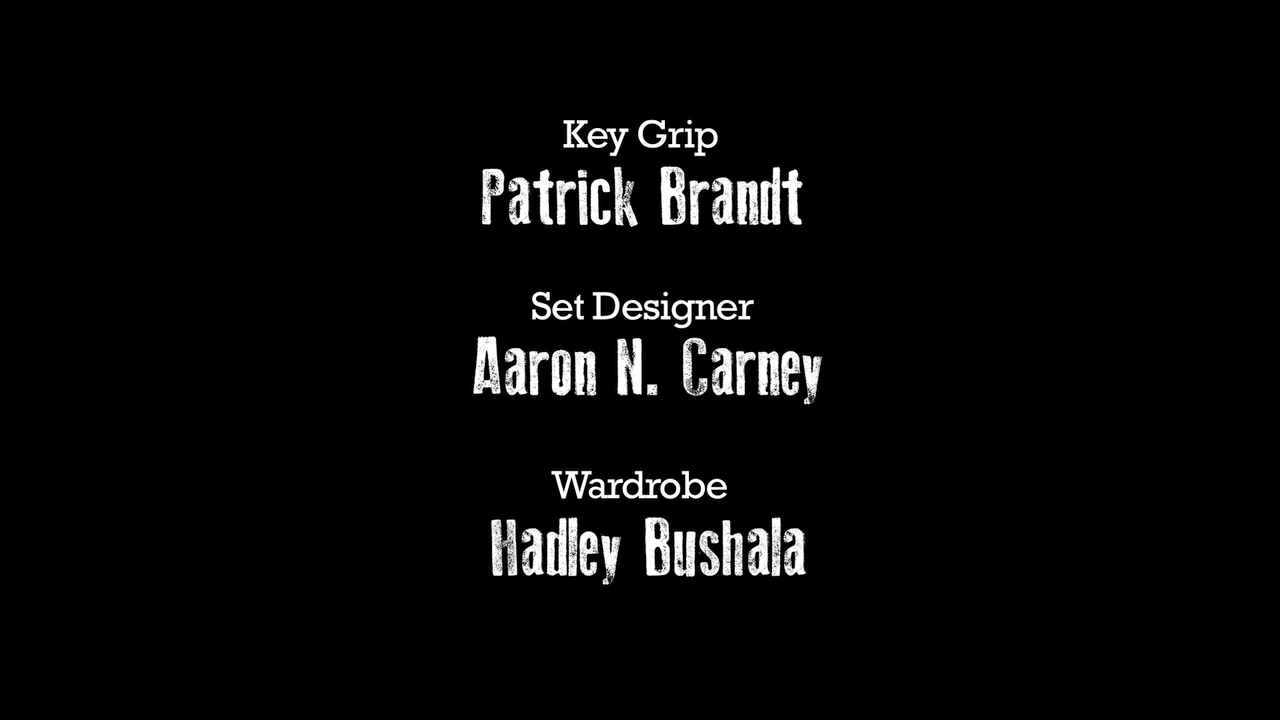 Key Grip
Patrick Brandt
Set Designer
Aaron N. Carney
Wardrobe
Hadley Bushala